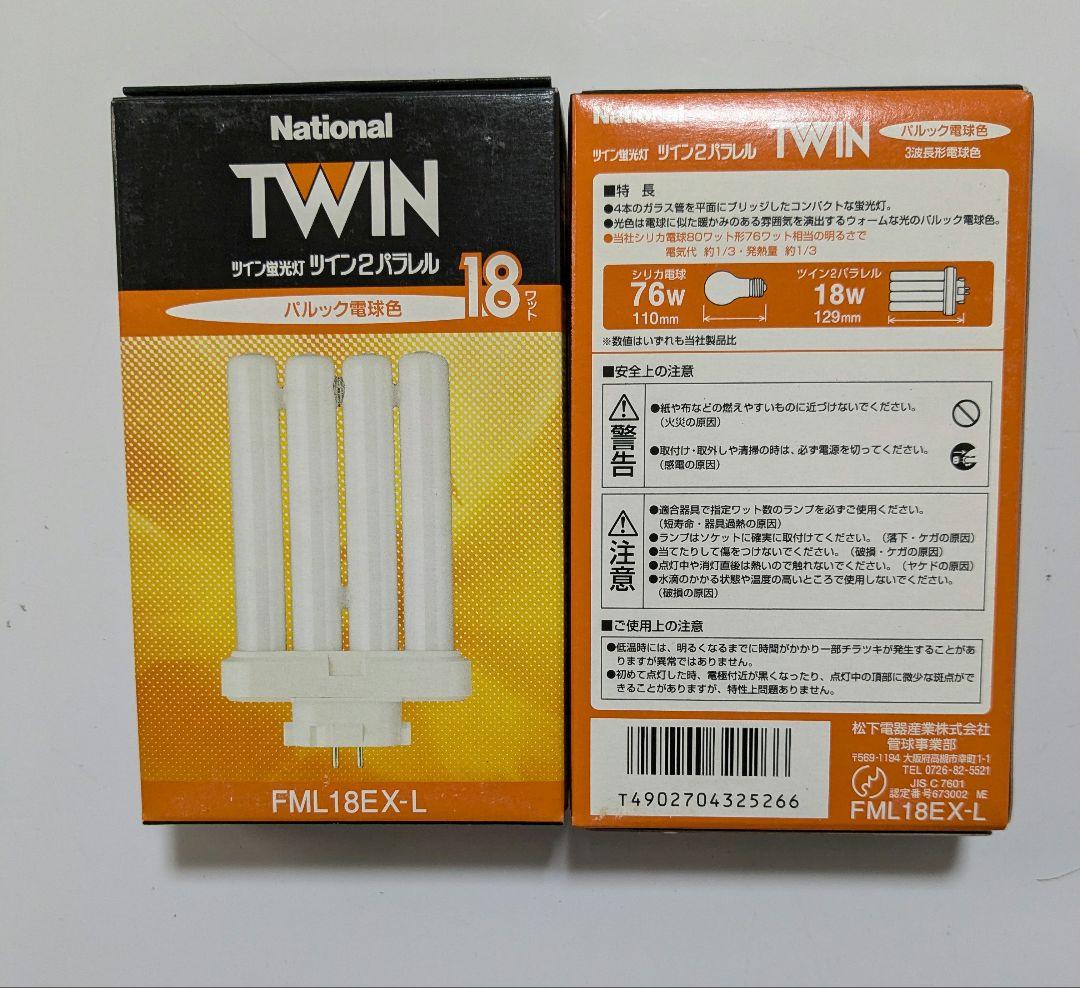 National
TWIN
ツイン蛍光灯 ツイン2パラレル
18ワット
パルック電球色
FML18EX-L
National
ツイン蛍光灯 ツイン2パラレル TWIN パルック電球色
3波長形電球色
■特 長
●4本のガラス管を平面にブリッジしたコンパクトな蛍光灯。
●光色は電球に似た暖かみのある雰囲気を演出するウォームな光のパルック電球色。
●当社シリカ電球80ワット形76ワット相当の明るさで
電気代 約1/3・発熱量 約1/3
シリカ電球
76W
110mm
ツイン2パラレル
18W
129mm
※数値はいずれも当社製品比
■安全上の注意
警告
●紙や布などの燃えやすいものに近づけないでください。
(火災の原因)
●取付け・取外しや清掃の時は、必ず電源を切ってください。
(感電の原因)
注意
●適合器具で指定ワット数のランプを必ずご使用ください。
(短寿命・器具過熱の原因)
●ランプはソケットに確実に取付けてください。(落下・ケガの原因)
●当てたりして傷をつけないでください。(破損・ケガの原因)
●点灯中や消灯直後は熱いので触れないでください。(ヤケドの原因)
●水滴のかかる状態や湿度の高いところで使用しないでください。
(破損の原因)
■ご使用上の注意
●低温時には、明るくなるまでに時間がかかり一部チラツキが発生することがあ
りますが異常ではありません。
●初めて点灯した時、電極付近が黒くなったり、点灯中の頂部に微少な斑点がで
きることがありますが、特性上問題ありません。
T4902704325266
松下電器産業株式会社
管球事業部
〒569-1194 大阪府高槻市幸町1-1
TEL 0726-82-5521
JIS C 7601
認定番号673002 ME
FML18EX-L